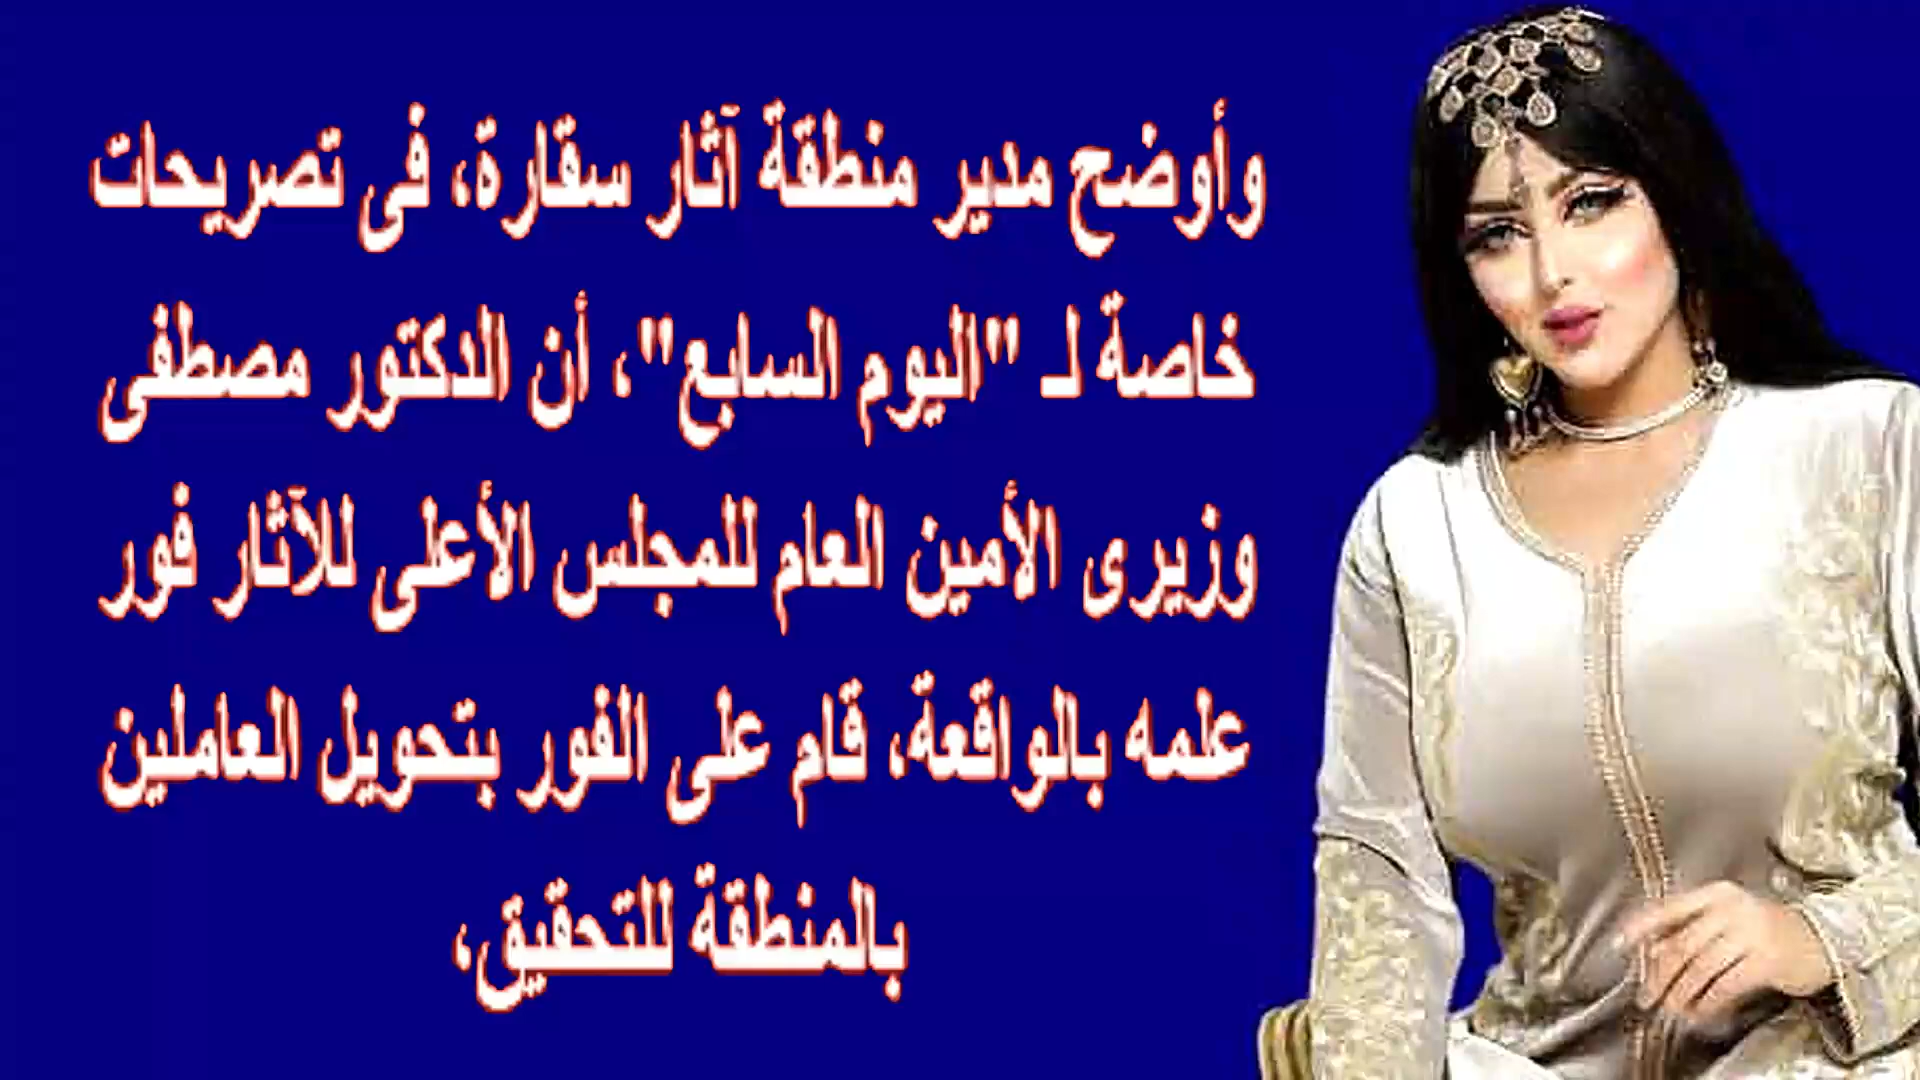 وأوضح مدير منطقة آثار سقارة، فى تصريحات
خاصة لـ "اليوم السابع"، أن الدكتور مصطفى
وزيرى الأمين العام للمجلس الأعلى للآثار فور
علمه بالواقعة، قام على الفور بتحويل العاملين
بالمنطقة للتحقيق،